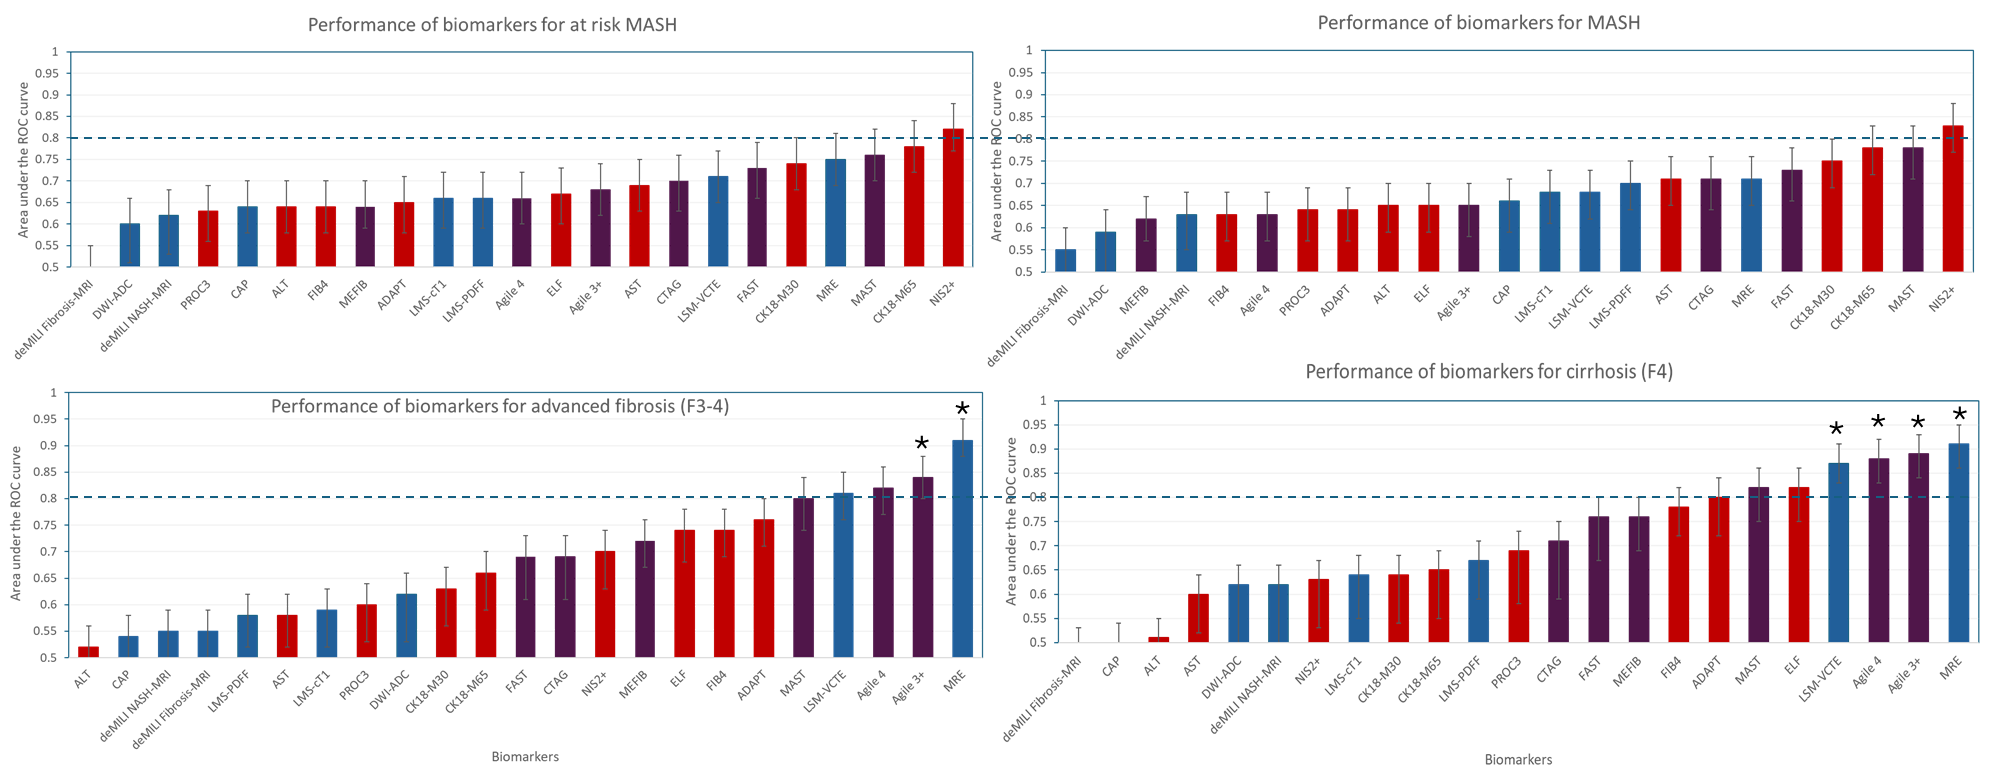 Performance of biomarkers for at risk MASH
Area under the ROC curve
1
0.95
0.9
0.85
0.8
0.75
0.7
0.65
0.6
0.55
0.5
deMILI Fibrosis-MRI
DWI-ADC
deMILI NASH-MRI
PROC3
CAP
ALT
FIB4
MEFIB
ADAPT
LMS-cT1
LMS-PDFF
Agile 4
ELF
Agile 3+
AST
CTAG
LSM-VCTE
FAST
CK18-M30
MRE
MAST
CK18-M65
NIS2+
Performance of biomarkers for MASH
Area under the ROC curve
1
0.95
0.9
0.85
0.8
0.75
0.7
0.65
0.6
0.55
0.5
deMILI Fibrosis-MRI
DWI-ADC
MEFIB
deMILI NASH-MRI
FIB4
Agile 4
PROC3
ADAPT
ALT
ELF
Agile 3+
CAP
LMS-cT1
LSM-VCTE
LMS-PDFF
AST
CTAG
MRE
FAST
CK18-M30
CK18-M65
MAST
NIS2+
Performance of biomarkers for advanced fibrosis (F3-4)
Area under the ROC curve
1
0.95
0.9
0.85
0.8
0.75
0.7
0.65
0.6
0.55
0.5
*
*
ALT
CAP
deMILI NASH-MRI
deMILI Fibrosis-MRI
LMS-PDFF
AST
LMS-cT1
PROC3
DWI-ADC
CK18-M30
CK18-M65
FAST
CTAG
NIS2+
MEFIB
ELF
FIB4
ADAPT
MAST
LSM-VCTE
Agile 4
Agile 3+
MRE
Biomarkers
Performance of biomarkers for cirrhosis (F4)
Area under the ROC curve
1
0.95
0.9
0.85
0.8
0.75
0.7
0.65
0.6
0.55
0.5
*
*
*
*
deMILI Fibrosis-MRI
CAP
ALT
AST
DWI-ADC
deMILI NASH-MRI
NIS2+
LMS-cT1
CK18-M30
CK18-M65
LMS-PDFF
PROC3
CTAG
FAST
MEFIB
FIB4
ADAPT
MAST
ELF
LSM-VCTE
Agile 4
Agile 3+
MRE
Biomarkers